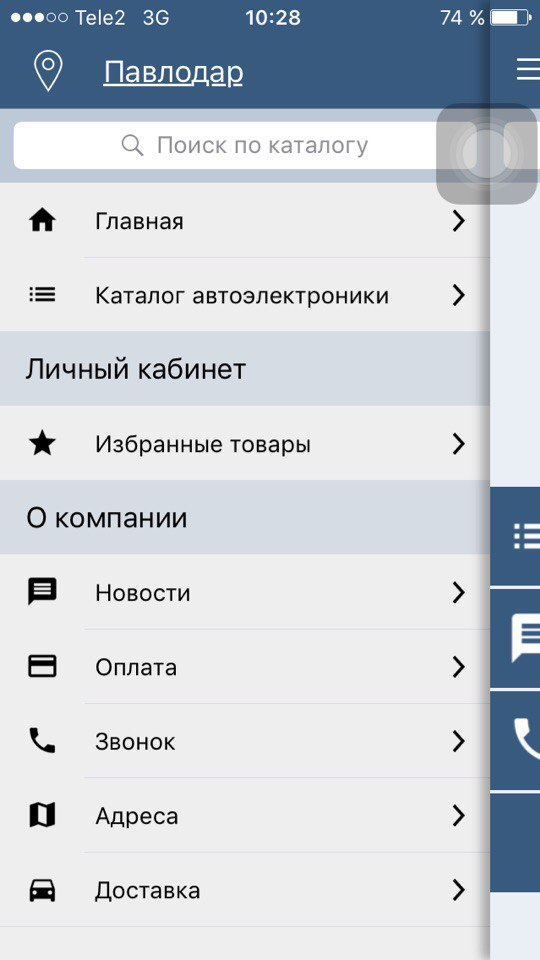 Tele2 3G 10:28 74 %
Павлодар
Поиск по каталогу
Главная
Каталог автоэлектроники
Личный кабинет
Избранные товары
О компании
Новости
Оплата
Звонок
Адреса
Доставка